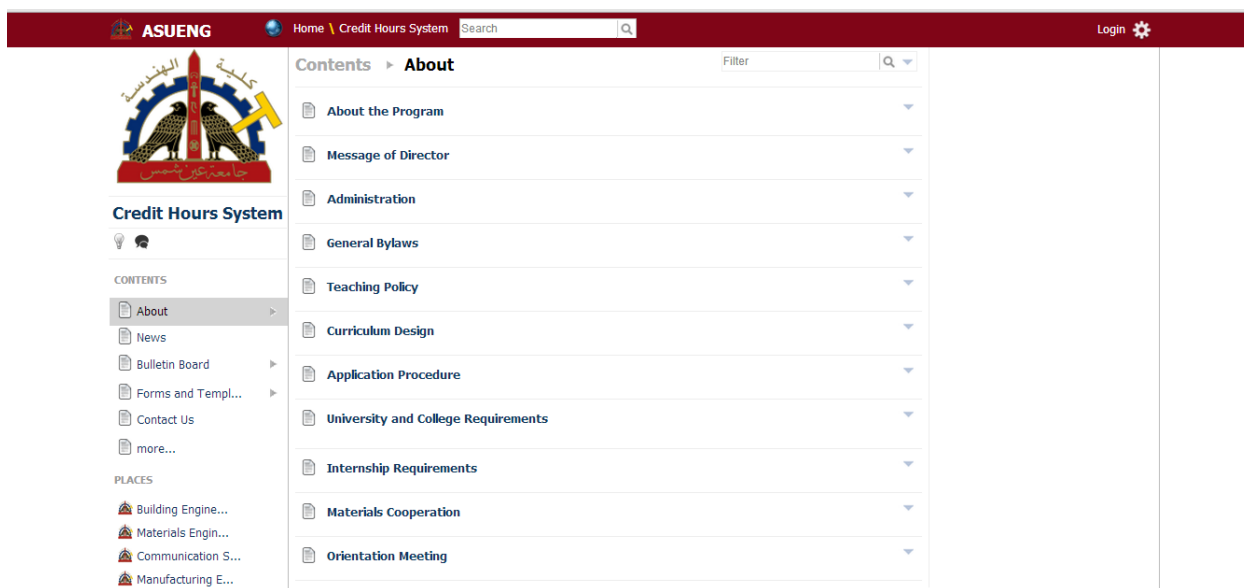 ASUENG
Home \ Credit Hours System
Search
Login
كلية الهندسة
جامعة عين شمس
Credit Hours System
CONTENTS
About
News
Bulletin Board
Forms and Templ...
Contact Us
more...
PLACES
Building Engine...
Materials Engin...
Communication S...
Manufacturing E...
Contents
About
Filter
About the Program
Message of Director
Administration
General Bylaws
Teaching Policy
Curriculum Design
Application Procedure
University and College Requirements
Internship Requirements
Materials Cooperation
Orientation Meeting